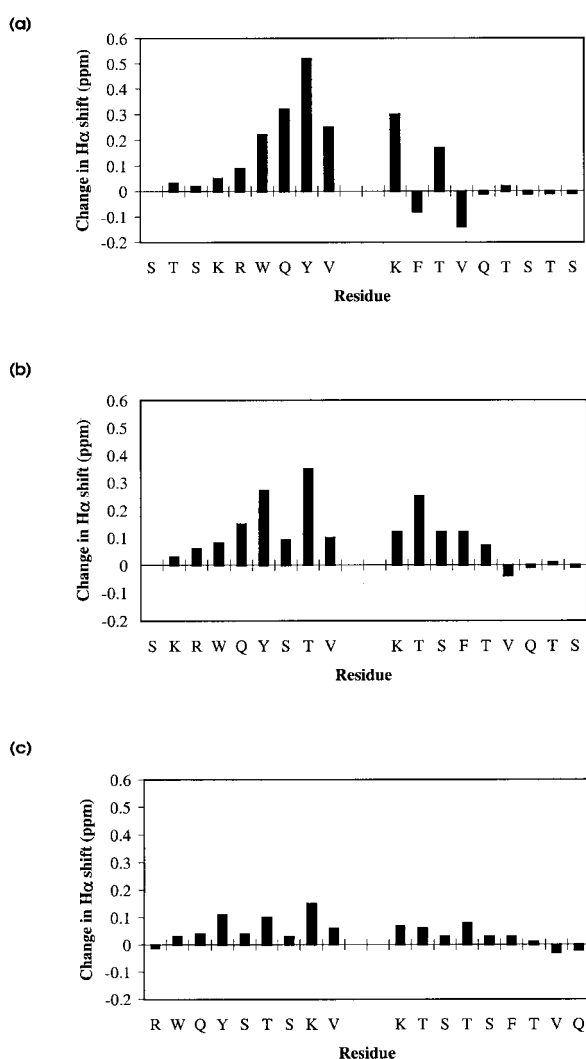 (a)
Change in Hα shift (ppm)
0.6
0.5
0.4
0.3
0.2
0.1
0
-0.1
-0.2
S T S K R W Q Y V K F T V Q T S T S
Residue
(b)
Change in Hα shift (ppm)
0.6
0.5
0.4
0.3
0.2
0.1
0
-0.1
-0.2
S K R W Q Y S T V K T S F T V Q T S
Residue
(c)
Change in Hα shift (ppm)
0.6
0.5
0.4
0.3
0.2
0.1
0
-0.1
-0.2
R W Q Y S T S K V K T S T S F T V Q
Residue